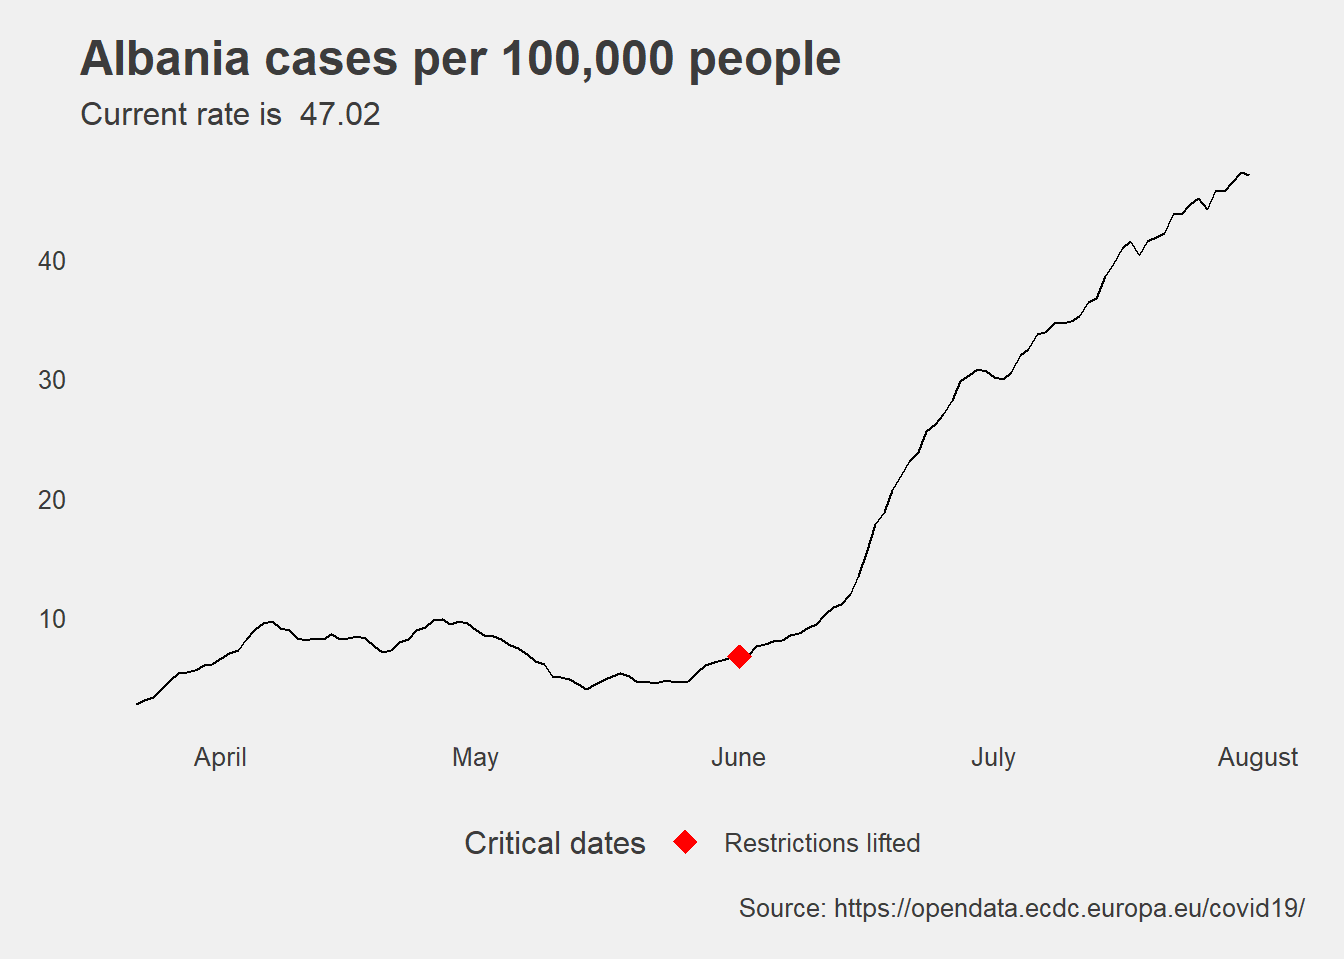 Albania cases per 100,000 people
Current rate is  47.02
40
30
20
10
April May June July August
Critical dates Restrictions lifted
Source: https://opendata.ecdc.europa.eu/covid19/